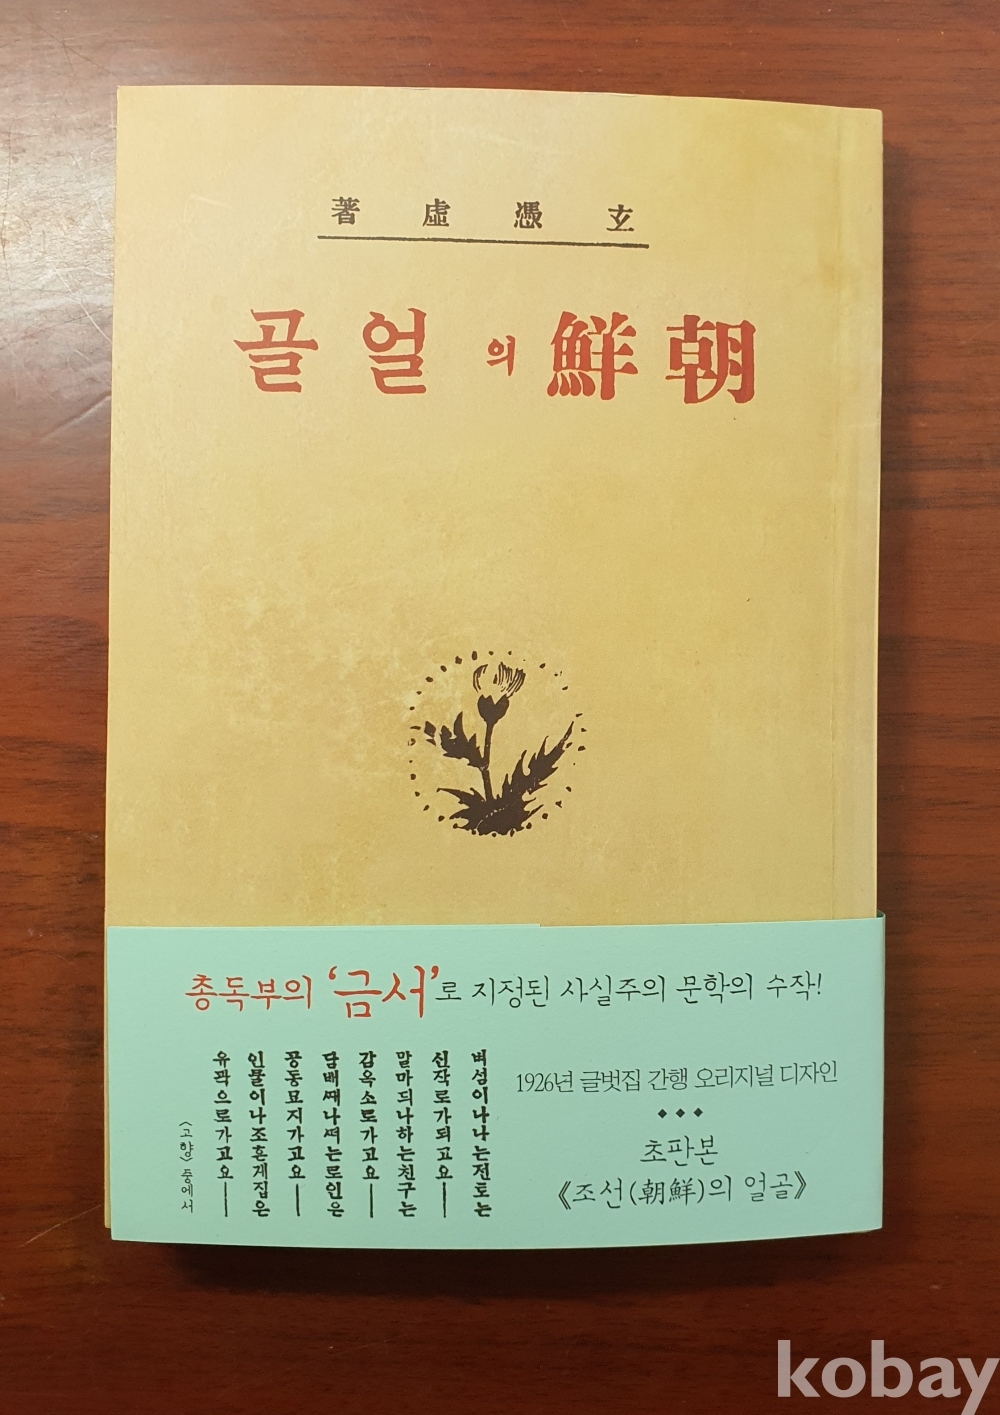 玄憑虛著
朝鮮의얼골
총독부의 ‘금서’로 지정된 사실주의 문학의 수작!
1926년 글벗집 간행 오리지널 디자인
◆ ◆ ◆
초판본
《조선(朝鮮)의 얼골》
벼섬이나나는전토는
신작로가되고요——
말마듸나하는친구는
감옥소로가고요——
담배ᄯᅢ나ᄯᅥ는로인은
공동묘지가고요——
인물이나조흔게집은
유곽으로가고요——
〈고향〉 중에서
kobay